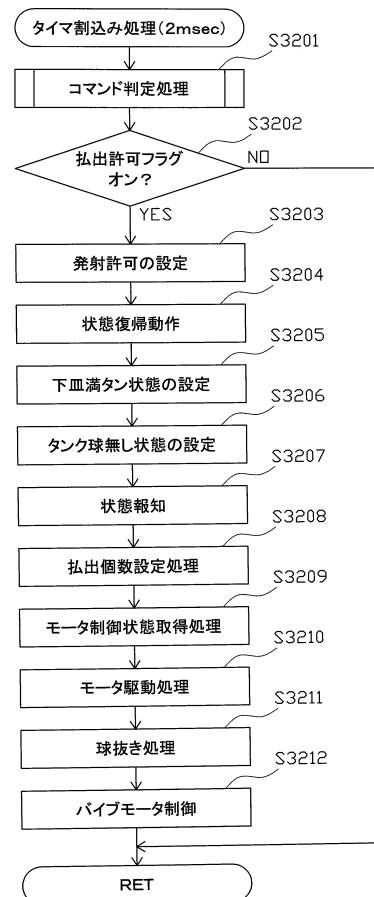 タイマ割込み処理(2msec)
S3201
コマンド判定処理
S3202
払出許可フラグ
オン?
NO
YES
S3203
発射許可の設定
S3204
状態復帰動作
S3205
下皿満タン状態の設定
S3206
タンク球無し状態の設定
S3207
状態報知
S3208
払出個数設定処理
S3209
モータ制御状態取得処理
S3210
モータ駆動処理
S3211
球抜き処理
S3212
バイブモータ制御
RET